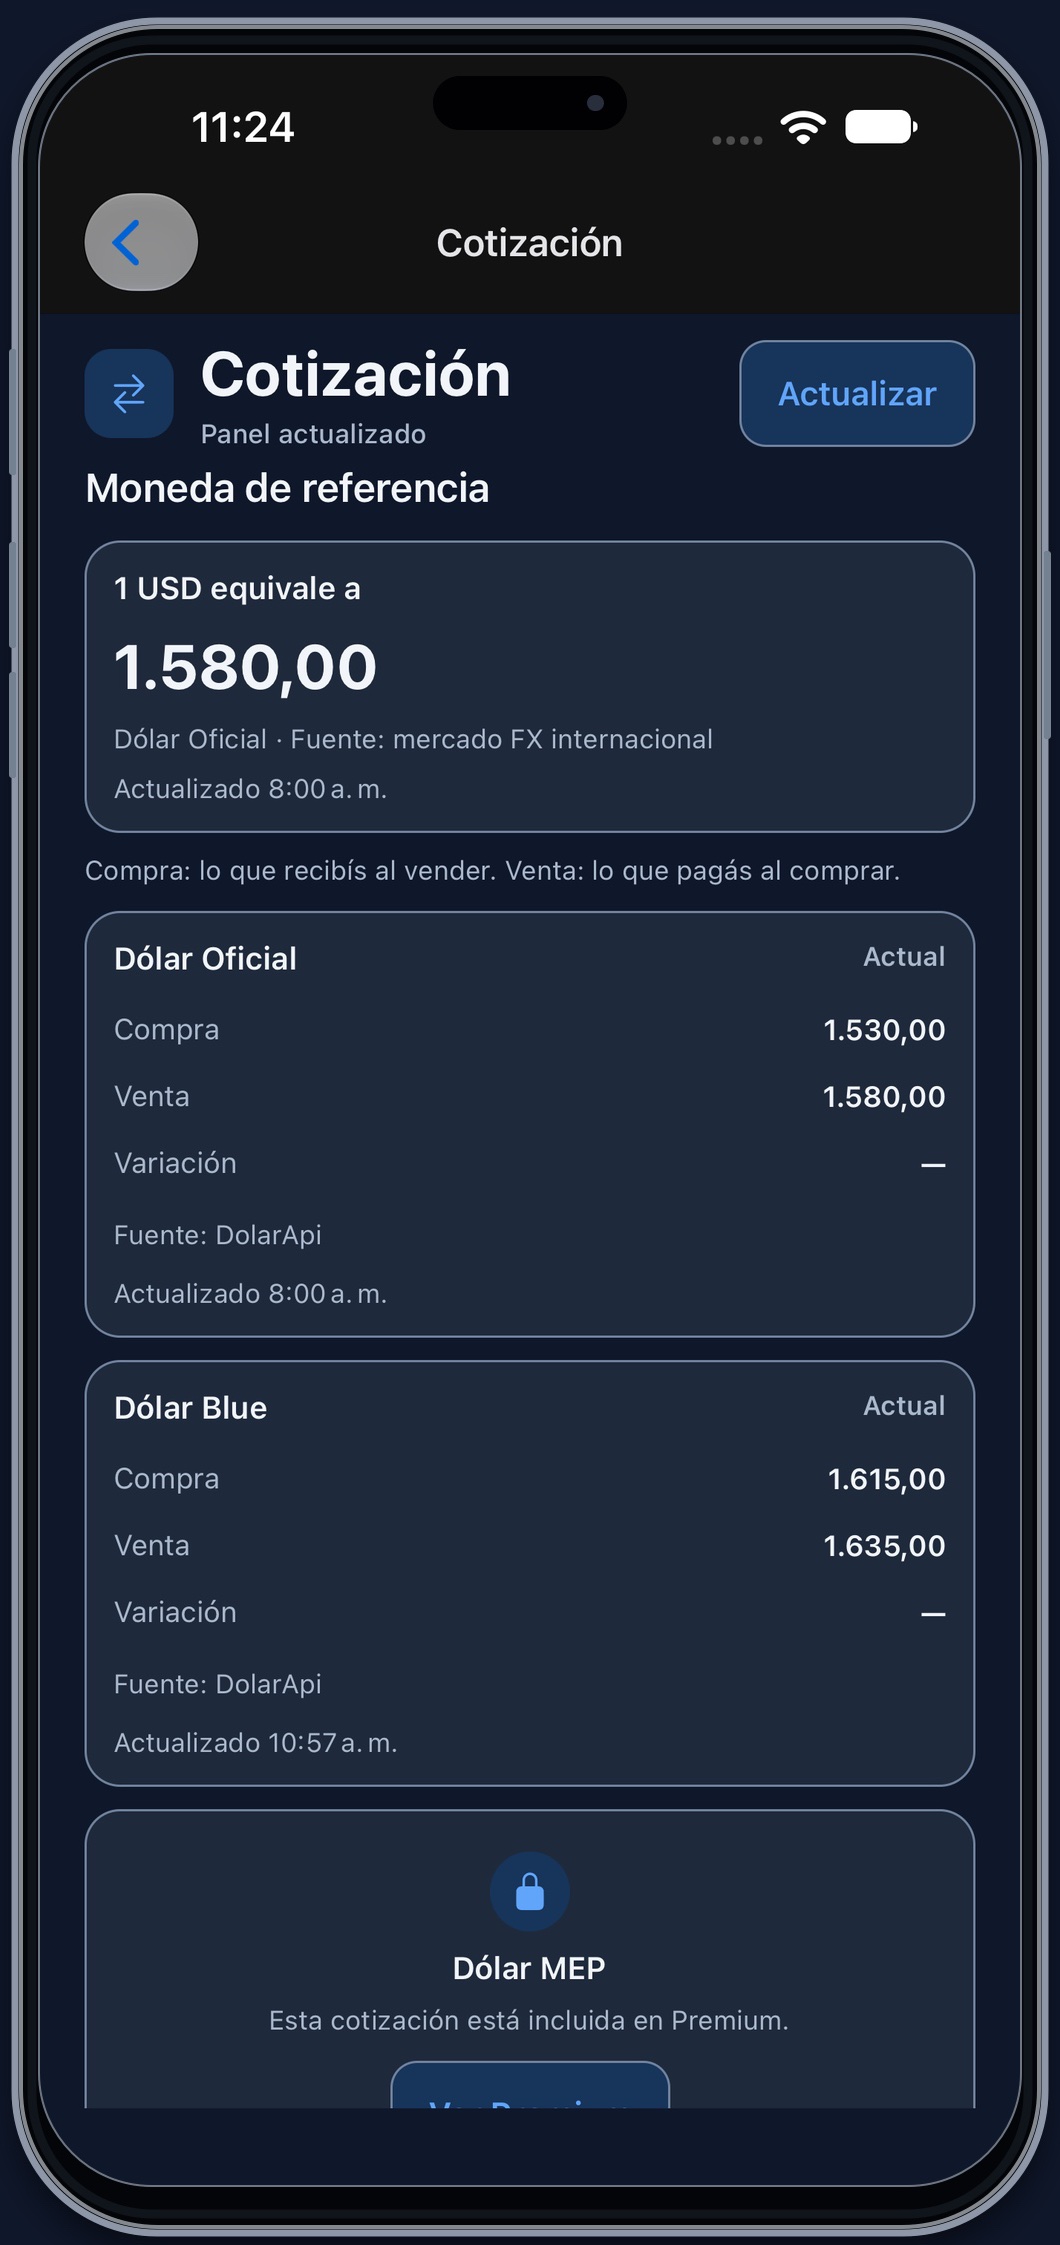 11:24
Cotización
Cotización
Panel actualizado
Actualizar
Moneda de referencia
1 USD equivale a
1.580,00
Dólar Oficial · Fuente: mercado FX internacional
Actualizado 8:00 a. m.
Compra: lo que recibís al vender. Venta: lo que pagás al comprar.
Dólar Oficial Actual
Compra 1.530,00
Venta 1.580,00
Variación —
Fuente: DolarApi
Actualizado 8:00 a. m.
Dólar Blue Actual
Compra 1.615,00
Venta 1.635,00
Variación —
Fuente: DolarApi
Actualizado 10:57 a. m.
Dólar MEP
Esta cotización está incluida en Premium.
Ver Premium